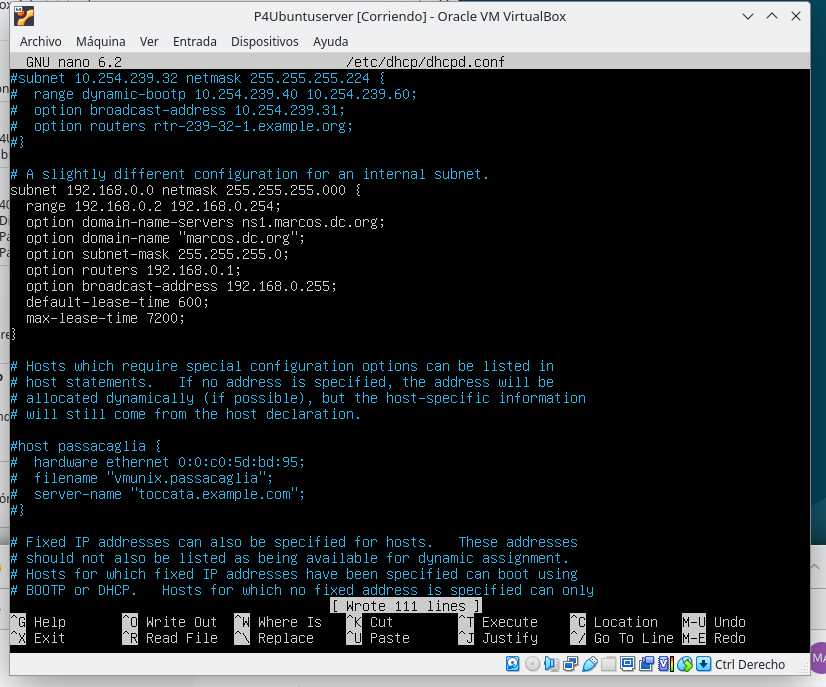 P4Ubuntuserver [Corriendo] - Oracle VM VirtualBox
Archivo Máquina Ver Entrada Dispositivos Ayuda
GNU nano 6.2 /etc/dhcp/dhcpd.conf
#subnet 10.254.239.32 netmask 255.255.255.224 {
#  range dynamic-bootp 10.254.239.40 10.254.239.60;
#  option broadcast-address 10.254.239.31;
#  option routers rtr-239-32-1.example.org;
#}
# A slightly different configuration for an internal subnet.
subnet 192.168.0.0 netmask 255.255.255.000 {
  range 192.168.0.2 192.168.0.254;
  option domain-name-servers ns1.marcos.dc.org;
  option domain-name "marcos.dc.org";
  option subnet-mask 255.255.255.0;
  option routers 192.168.0.1;
  option broadcast-address 192.168.0.255;
  default-lease-time 600;
  max-lease-time 7200;
}
# Hosts which require special configuration options can be listed in
# host statements.   If no address is specified, the address will be
# allocated dynamically (if possible), but the host-specific information
# will still come from the host declaration.
#host passacaglia {
#  hardware ethernet 0:0:c0:5d:bd:95;
#  filename "vmunix.passacaglia";
#  server-name "toccata.example.com";
#}
# Fixed IP addresses can also be specified for hosts.   These addresses
# should not also be listed as being available for dynamic assignment.
# Hosts for which fixed IP addresses have been specified can boot using
# BOOTP or DHCP.   Hosts for which no fixed address is specified can only
[ Wrote 111 lines ]
^G Help ^O Write Out ^W Where Is ^K Cut ^T Execute ^C Location M-U Undo
^X Exit ^R Read File ^\ Replace ^U Paste ^J Justify ^/ Go To Line M-E Redo
Ctrl Derecho